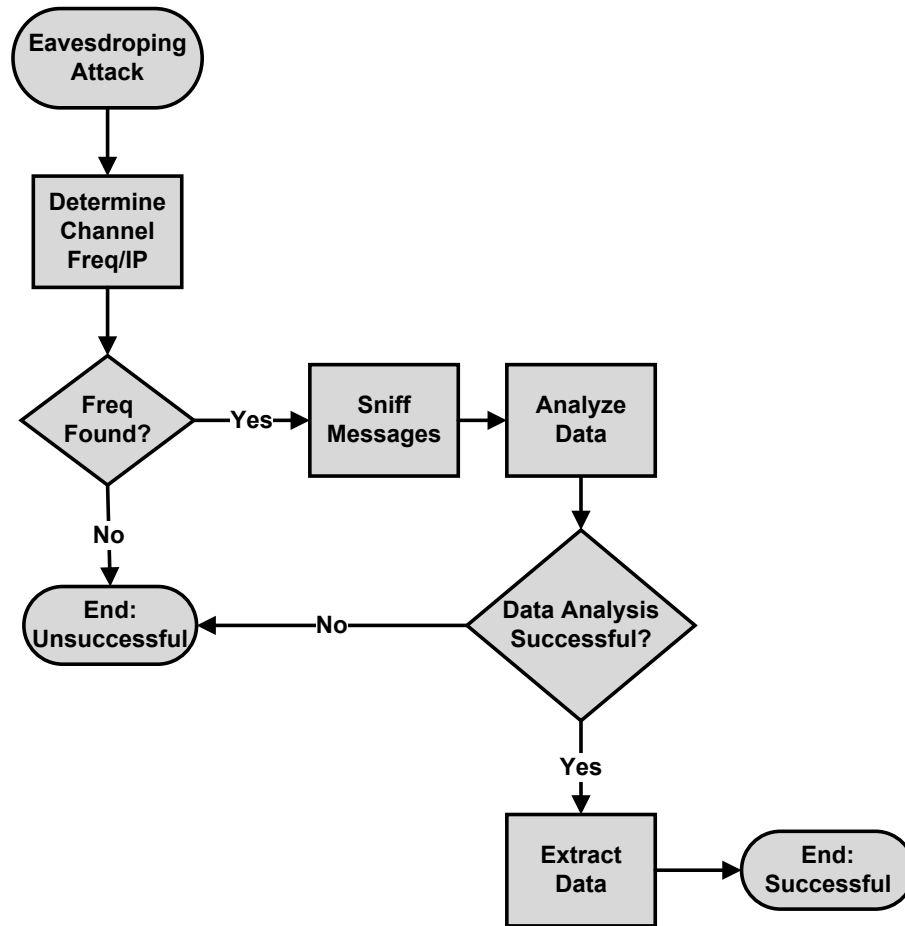 Eavesdroping
Attack
Determine
Channel
Freq/IP
Freq
Found?
Yes
Sniff
Messages
Analyze
Data
No
End:
Unsuccessful
No
Data Analysis
Successful?
Yes
Extract
Data
End:
Successful